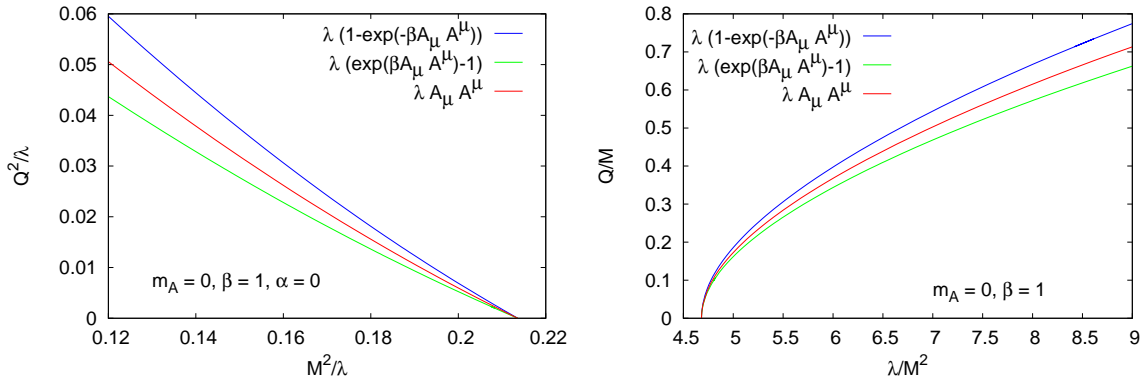 0.06
0.05
0.04
0.03
0.02
0.01
0
Q²/λ
0.12 0.14 0.16 0.18 0.2 0.22
M²/λ
λ (1-exp(-βA_μ A^μ))
λ (exp(βA_μ A^μ)-1)
λ A_μ A^μ
m_A = 0, β = 1, α = 0
0.8
0.7
0.6
0.5
0.4
0.3
0.2
0.1
0
Q/M
4.5 5 5.5 6 6.5 7 7.5 8 8.5 9
λ/M²
λ (1-exp(-βA_μ A^μ))
λ (exp(βA_μ A^μ)-1)
λ A_μ A^μ
m_A = 0, β = 1